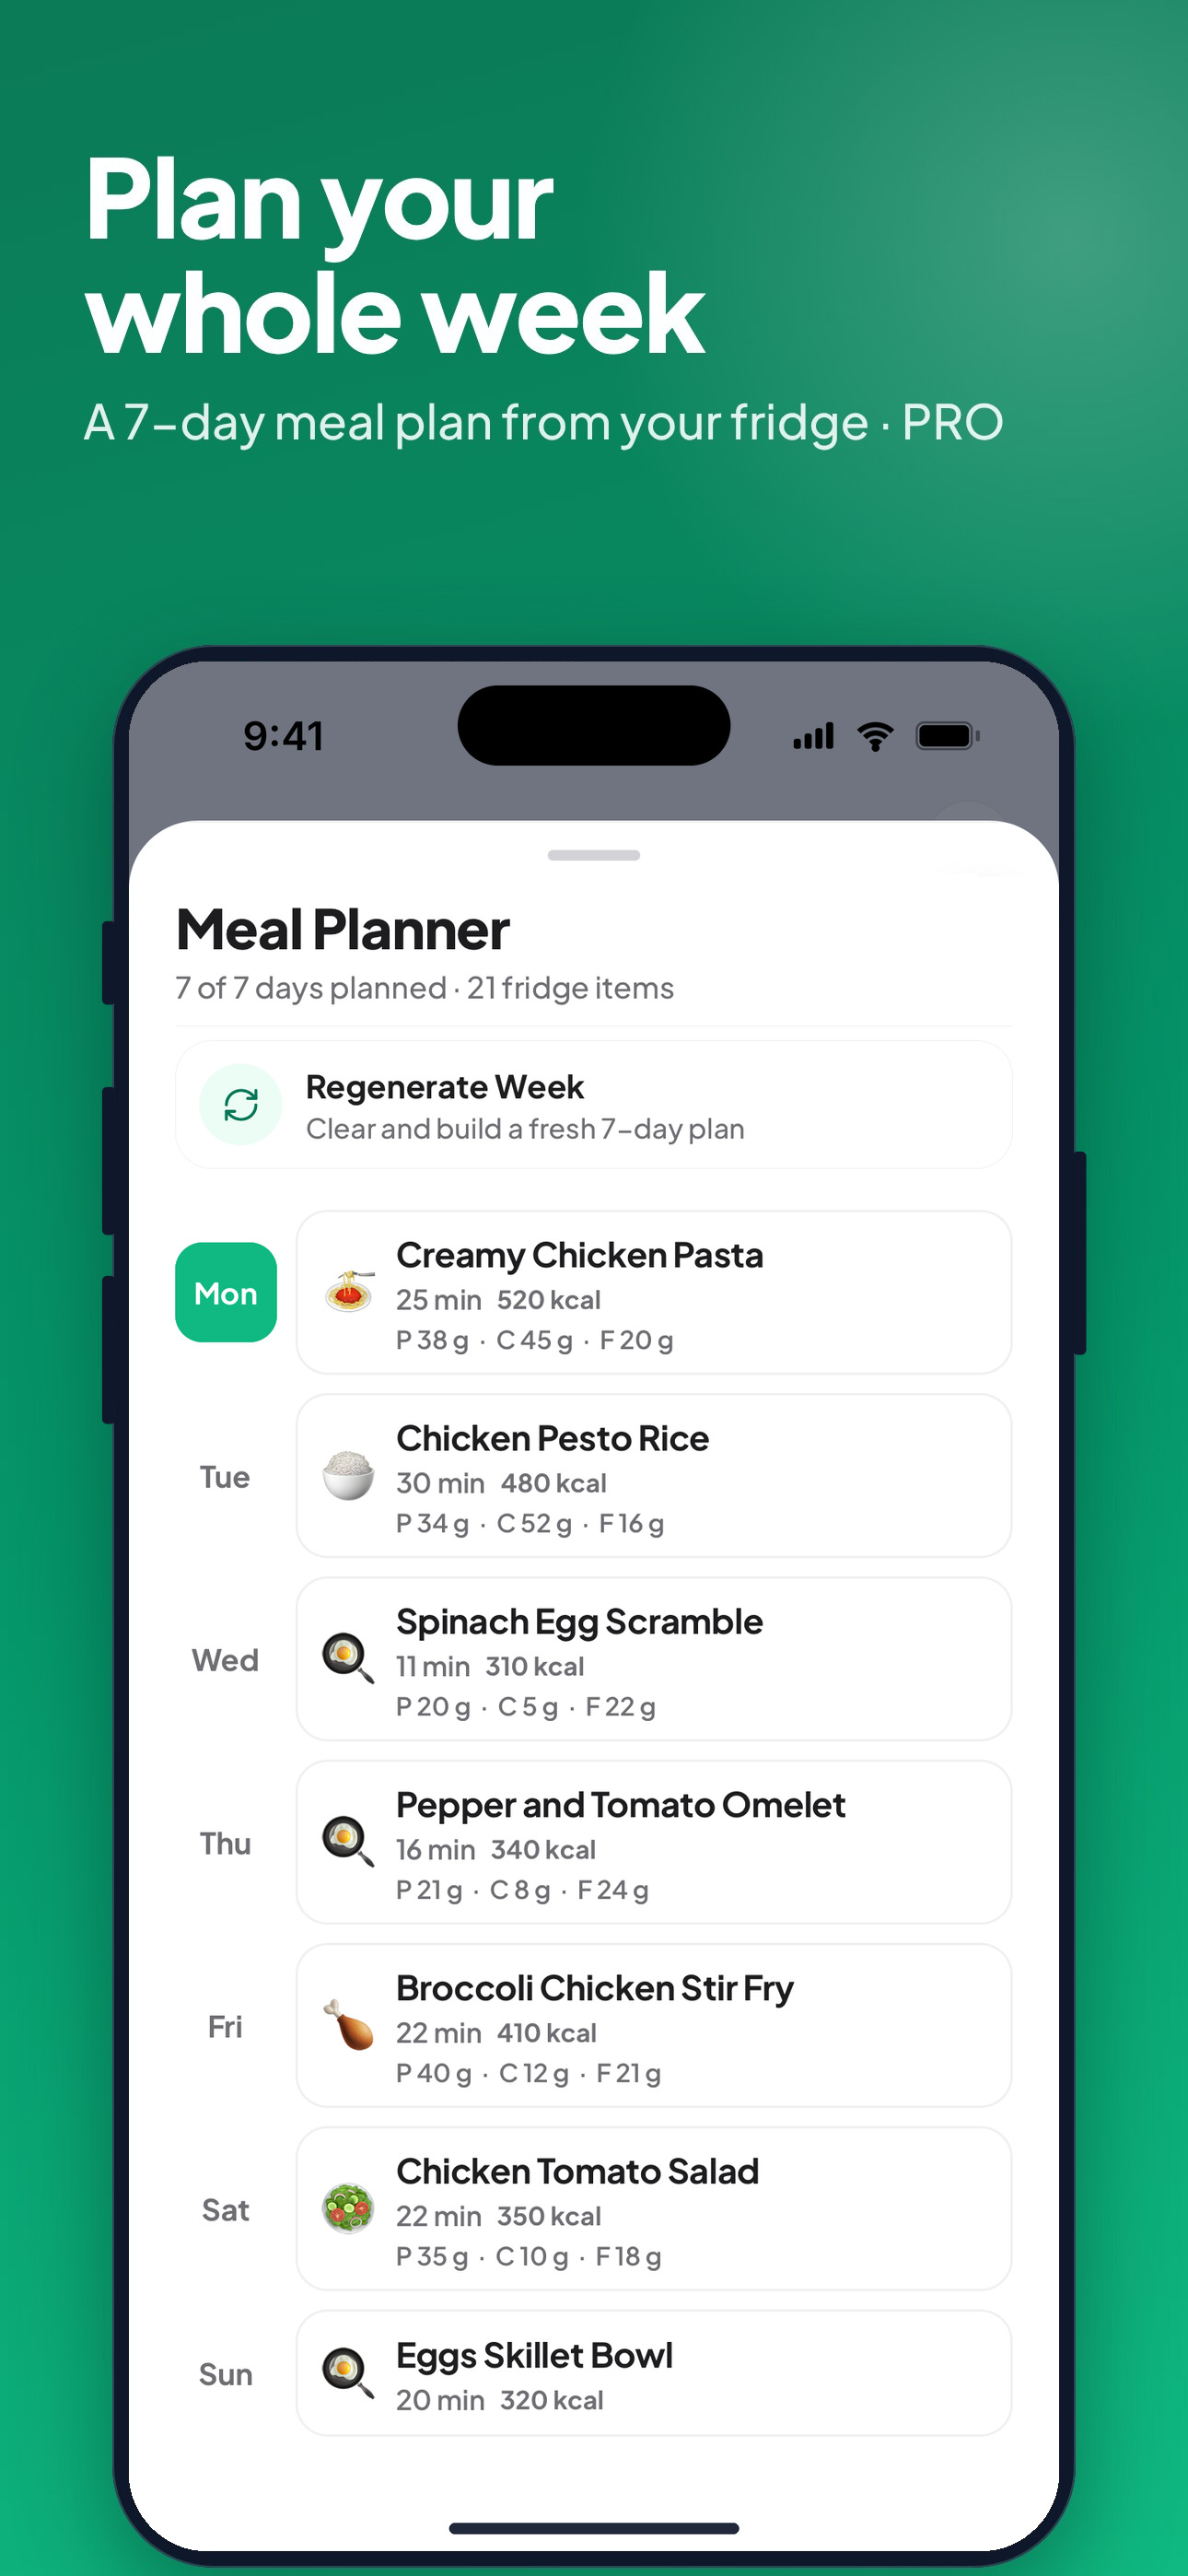 Plan your
whole week
A 7-day meal plan from your fridge · PRO
9:41
Meal Planner
7 of 7 days planned · 21 fridge items
Regenerate Week
Clear and build a fresh 7-day plan
Mon
Creamy Chicken Pasta
25 min 520 kcal
P 38 g · C 45 g · F 20 g
Tue
Chicken Pesto Rice
30 min 480 kcal
P 34 g · C 52 g · F 16 g
Wed
Spinach Egg Scramble
11 min 310 kcal
P 20 g · C 5 g · F 22 g
Thu
Pepper and Tomato Omelet
16 min 340 kcal
P 21 g · C 8 g · F 24 g
Fri
Broccoli Chicken Stir Fry
22 min 410 kcal
P 40 g · C 12 g · F 21 g
Sat
Chicken Tomato Salad
22 min 350 kcal
P 35 g · C 10 g · F 18 g
Sun
Eggs Skillet Bowl
20 min 320 kcal